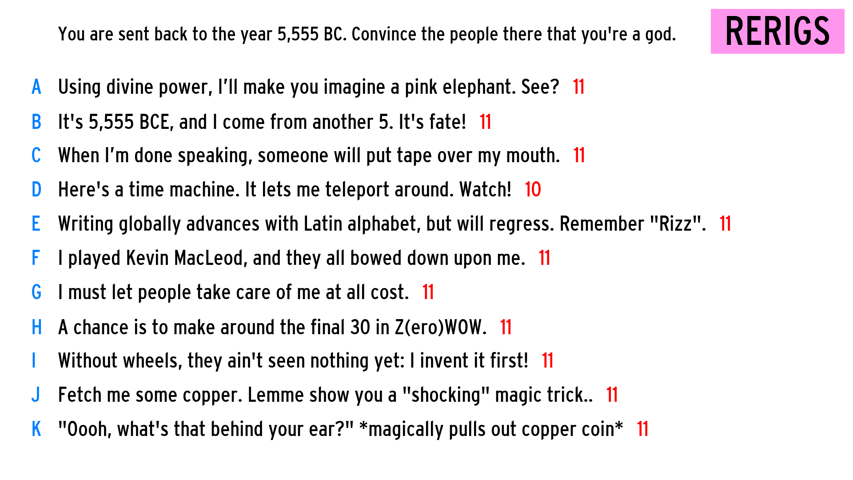 You are sent back to the year 5,555 BC. Convince the people there that you're a god.
RERIGS
A Using divine power, I'll make you imagine a pink elephant. See? 11
B It's 5,555 BCE, and I come from another 5. It's fate! 11
C When I'm done speaking, someone will put tape over my mouth. 11
D Here's a time machine. It lets me teleport around. Watch! 10
E Writing globally advances with Latin alphabet, but will regress. Remember "Rizz". 11
F I played Kevin MacLeod, and they all bowed down upon me. 11
G I must let people take care of me at all cost. 11
H A chance is to make around the final 30 in Z(ero)WOW. 11
I Without wheels, they ain't seen nothing yet: I invent it first! 11
J Fetch me some copper. Lemme show you a "shocking" magic trick.. 11
K "Oooh, what's that behind your ear?" *magically pulls out copper coin* 11